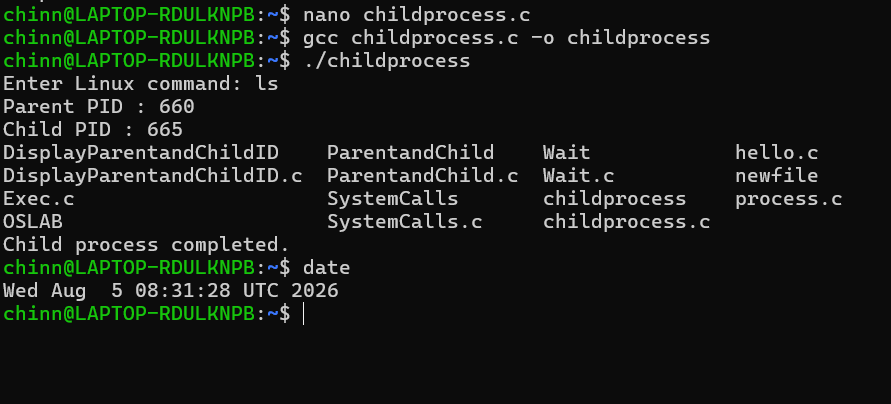 chinn@LAPTOP-RDULKNPB:~$ nano childprocess.c
chinn@LAPTOP-RDULKNPB:~$ gcc childprocess.c -o childprocess
chinn@LAPTOP-RDULKNPB:~$ ./childprocess
Enter Linux command: ls
Parent PID : 660
Child PID : 665
DisplayParentandChildID    ParentandChild    Wait            hello.c
DisplayParentandChildID.c  ParentandChild.c  Wait.c          newfile
Exec.c                     SystemCalls       childprocess    process.c
OSLAB                      SystemCalls.c     childprocess.c
Child process completed.
chinn@LAPTOP-RDULKNPB:~$ date
Wed Aug  5 08:31:28 UTC 2026
chinn@LAPTOP-RDULKNPB:~$